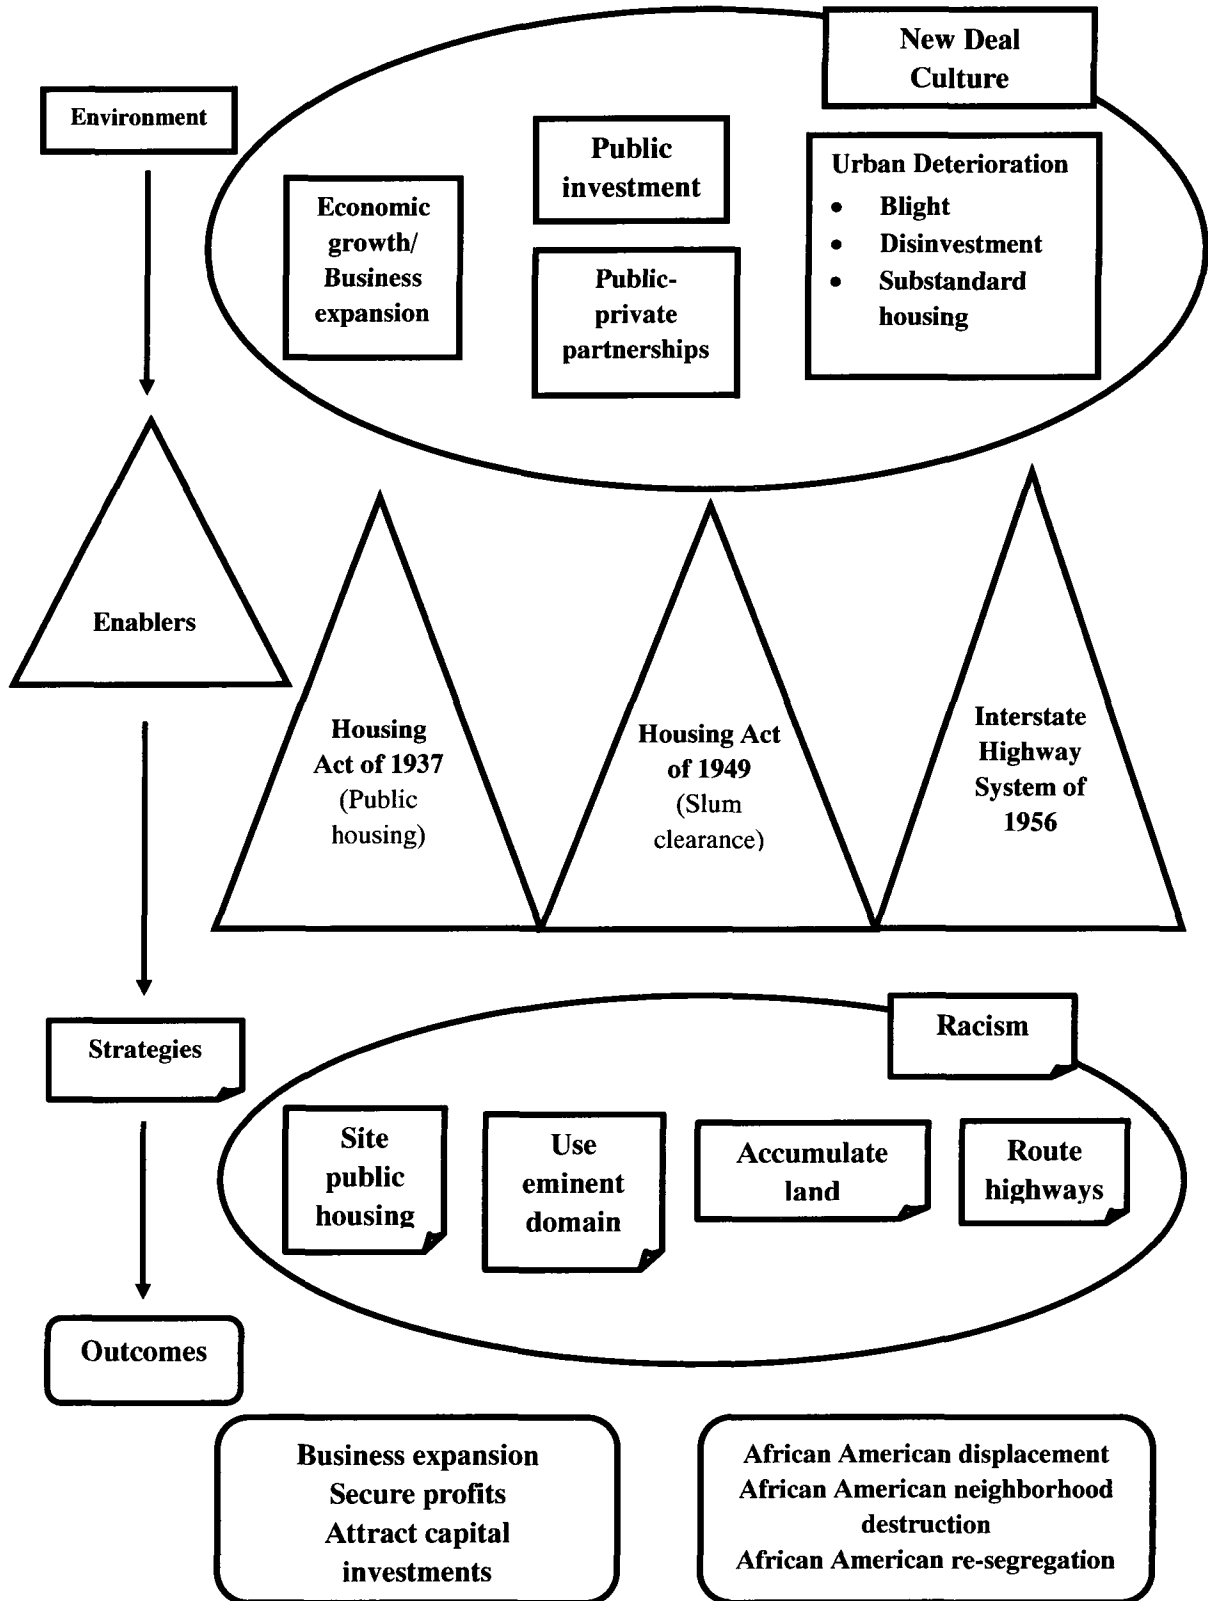 New Deal
Culture
Environment
Public
investment
Urban Deterioration
• Blight
• Disinvestment
• Substandard
housing
Economic
growth/
Business
expansion
Public-
private
partnerships
Enablers
Housing
Act of 1937
(Public
housing)
Housing Act
of 1949
(Slum
clearance)
Interstate
Highway
System of
1956
Strategies
Racism
Site
public
housing
Use
eminent
domain
Accumulate
land
Route
highways
Outcomes
Business expansion
Secure profits
Attract capital
investments
African American displacement
African American neighborhood
destruction
African American re-segregation